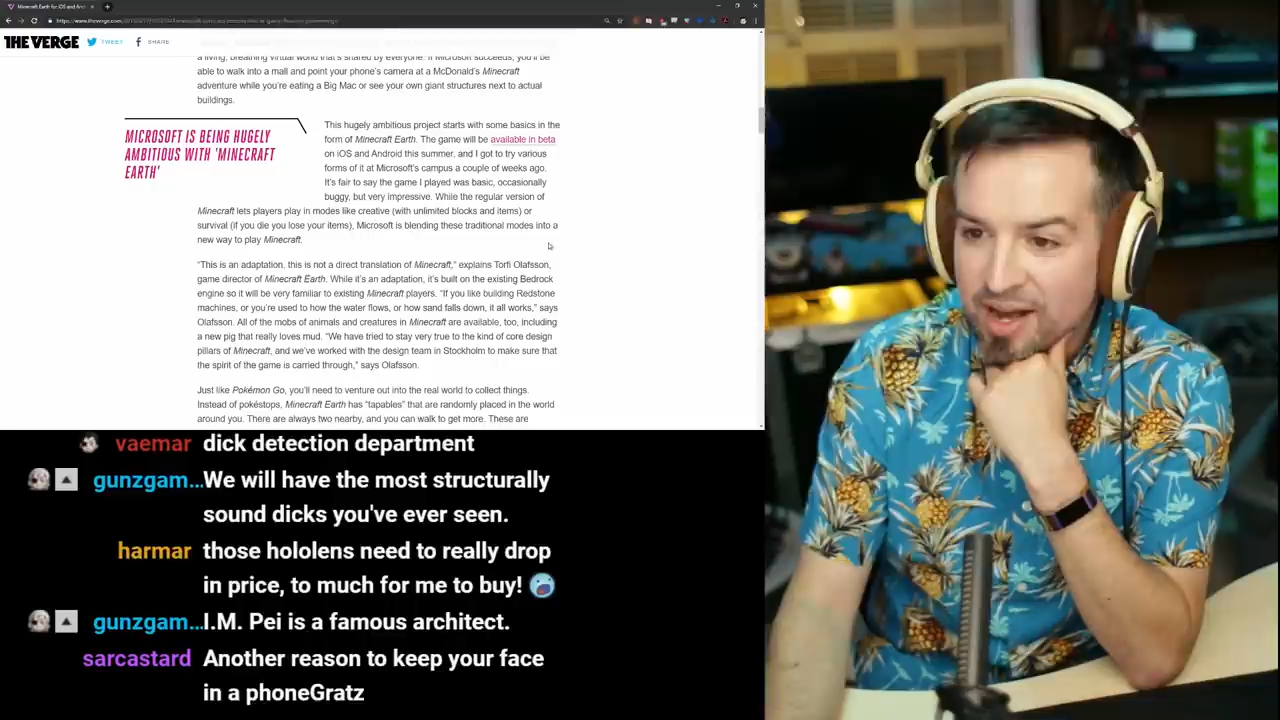 Minecraft Earth for iOS and And
https://www.theverge.com
THE VERGE TWEET SHARE
a living, breathing virtual world that's shared by everyone. If Microsoft succeeds, you'll be
able to walk into a mall and point your phone's camera at a McDonald's Minecraft
adventure while you're eating a Big Mac or see your own giant structures next to actual
buildings.
MICROSOFT IS BEING HUGELY
AMBITIOUS WITH 'MINECRAFT
EARTH'
This hugely ambitious project starts with some basics in the
form of Minecraft Earth. The game will be available in beta
on iOS and Android this summer, and I got to try various
forms of it at Microsoft's campus a couple of weeks ago.
It's fair to say the game I played was basic, occasionally
buggy, but very impressive. While the regular version of
Minecraft lets players play in modes like creative (with unlimited blocks and items) or
survival (if you die you lose your items), Microsoft is blending these traditional modes into a
new way to play Minecraft.
“This is an adaptation, this is not a direct translation of Minecraft,” explains Torfi Olafsson,
game director of Minecraft Earth. While it's an adaptation, it's built on the existing Bedrock
engine so it will be very familiar to existing Minecraft players. “If you like building Redstone
machines, or you're used to how the water flows, or how sand falls down, it all works,” says
Olafsson. All of the mobs of animals and creatures in Minecraft are available, too, including
a new pig that really loves mud. “We have tried to stay very true to the kind of core design
pillars of Minecraft, and we've worked with the design team in Stockholm to make sure that
the spirit of the game is carried through,” says Olafsson.
Just like Pokémon Go, you'll need to venture out into the real world to collect things.
Instead of pokéstops, Minecraft Earth has “tapables” that are randomly placed in the world
around you. There are always two nearby, and you can walk to get more. These are
vaemar dick detection department
gunzgam... We will have the most structurally
sound dicks you've ever seen.
harmar those hololens need to really drop
in price, to much for me to buy!
gunzgam... I.M. Pei is a famous architect.
sarcastard Another reason to keep your face
in a phoneGratz